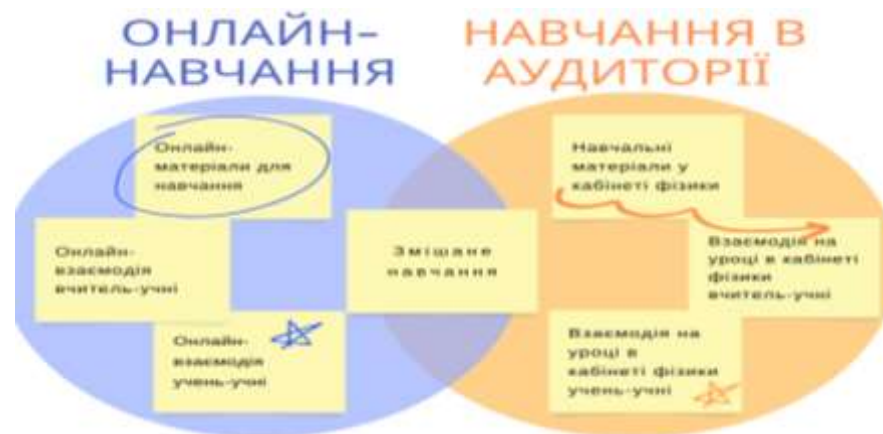 ОНЛАЙН-
НАВЧАННЯ
НАВЧАННЯ В
АУДИТОРІЇ
Онлайн-
матеріали для
навчання
Навчальні
матеріали у
кабінеті фізики
Онлайн-
взаємодія
вчитель-учні
Змішане
навчання
Взаємодія на
уроці в кабінеті
фізики
вчитель-учні
Онлайн-
взаємодія
учень-учні
Взаємодія на
уроці в
кабінеті фізики
учень-учні